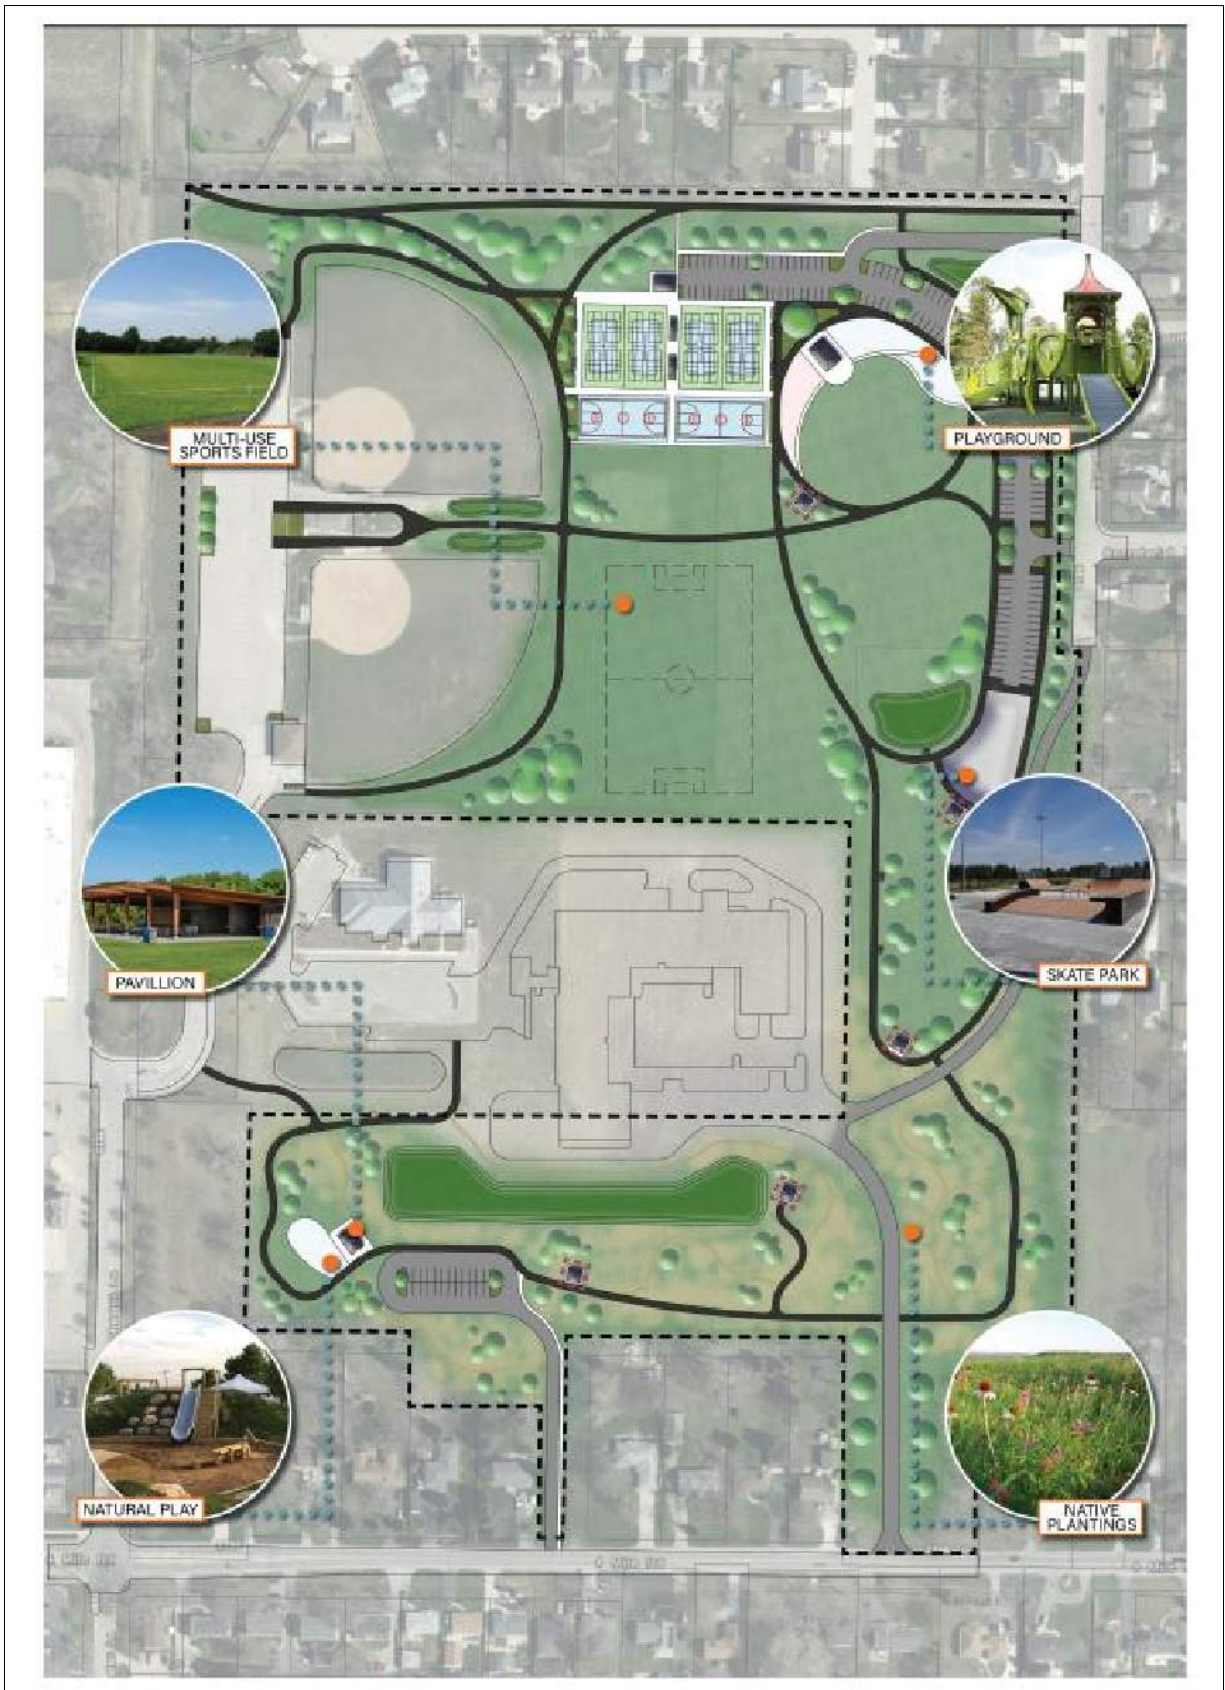 MULTI-USE
SPORTS FIELD
PLAYGROUND
PAVILLION
SKATE PARK
NATURAL PLAY
NATIVE
PLANTINGS